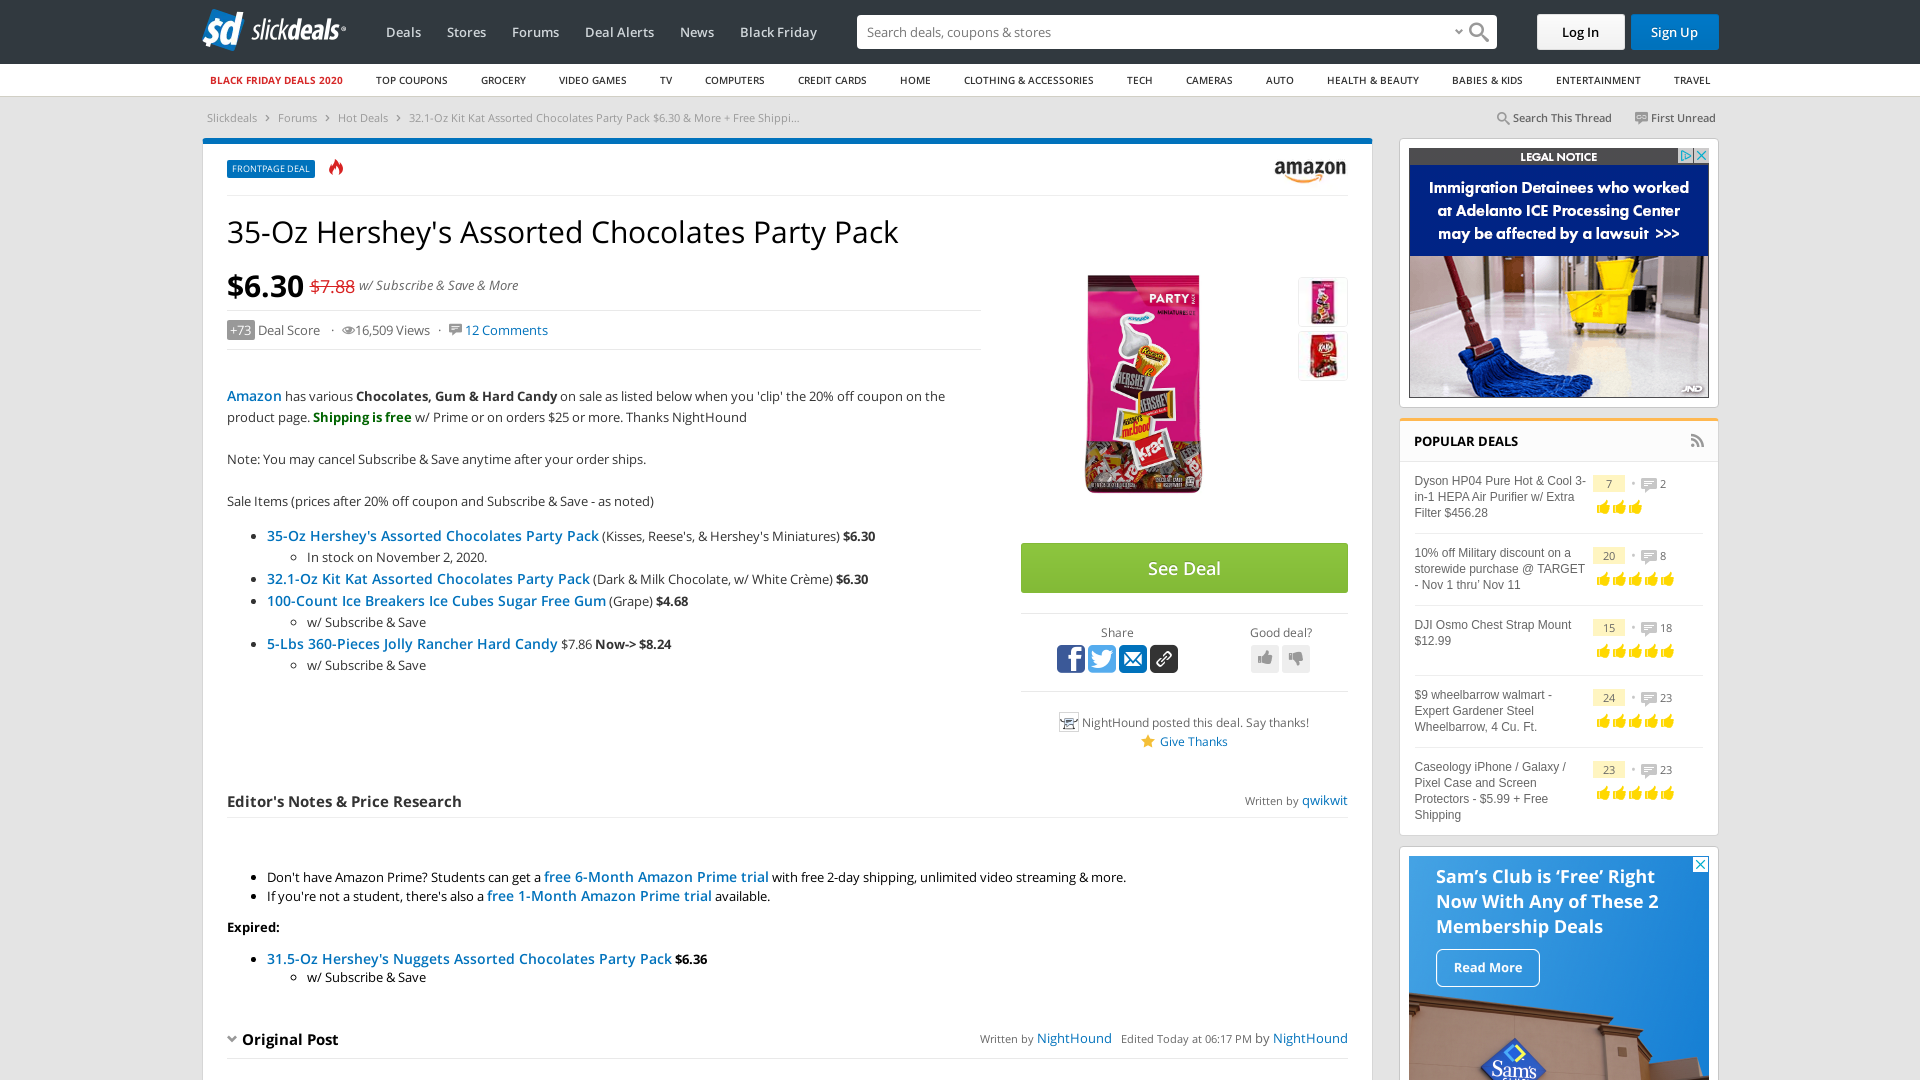 slickdeals
Deals Stores Forums Deal Alerts News Black Friday
Search deals, coupons & shopping
Log In Sign Up
BLACK FRIDAY DEALS 2020 TOP COUPONS GROCERY VIDEO GAMES TV COMPUTERS CREDIT CARDS HOME CLOTHING & ACCESSORIES TECH CAMERAS AUTO HEALTH & BEAUTY BABIES & KIDS ENTERTAINMENT TRAVEL
Slickdeals Forums Hot Deals 32.1-Oz Kit Kat Assorted Chocolates Party Pack $6.30 & More + Free Shippi...
Search This Thread First Unread
FRONTPAGE DEAL
amazon
35-Oz Hershey's Assorted Chocolates Party Pack
$6.30 $7.88 w/ Subscribe & Save & More
+73 Deal Score · 16,509 Views · 12 Comments
Amazon has various Chocolates, Gum & Hard Candy on sale as listed below when you 'clip' the 20% off coupon on the
product page. Shipping is free w/ Prime or on orders $25 or more. Thanks NightHound
Note: You may cancel Subscribe & Save anytime after your order ships.
Sale Items (prices after 20% off coupon and Subscribe & Save - as noted)
35-Oz Hershey's Assorted Chocolates Party Pack (Kisses, Reese's, & Hershey's Miniatures) $6.30
In stock on November 2, 2020.
32.1-Oz Kit Kat Assorted Chocolates Party Pack (Dark & Milk Chocolate, w/ White Crème) $6.30
100-Count Ice Breakers Ice Cubes Sugar Free Gum (Grape) $4.68
w/ Subscribe & Save
5-Lbs 360-Pieces Jolly Rancher Hard Candy $7.86 Now-> $8.24
w/ Subscribe & Save
PARTY
See Deal
Share Good deal?
NightHound posted this deal. Say thanks!
Give Thanks
Editor's Notes & Price Research
Written by qwikwit
Don't have Amazon Prime? Students can get a free 6-Month Amazon Prime trial with free 2-day shipping, unlimited video streaming & more.
If you're not a student, there's also a free 1-Month Amazon Prime trial available.
Expired:
31.5-Oz Hershey's Nuggets Assorted Chocolates Party Pack $6.36
w/ Subscribe & Save
Original Post
Written by NightHound Edited Today at 06:17 PM by NightHound
LEGAL NOTICE
Immigration Detainees who worked
at Adelanto ICE Processing Center
may be affected by a lawsuit >>>
JND
POPULAR DEALS
Dyson HP04 Pure Hot & Cool 3-
in-1 HEPA Air Purifier w/ Extra
Filter $456.28
7 • 2
10% off Military discount on a
storewide purchase @ TARGET
- Nov 1 thru' Nov 11
20 • 8
DJI Osmo Chest Strap Mount
$12.99
15 • 18
$9 wheelbarrow walmart -
Expert Gardener Steel
Wheelbarrow, 4 Cu. Ft.
24 • 23
Caseology iPhone / Galaxy /
Pixel Case and Screen
Protectors - $5.99 + Free
Shipping
23 • 23
Sam's Club is 'Free' Right
Now With Any of These 2
Membership Deals
Read More
Sam's